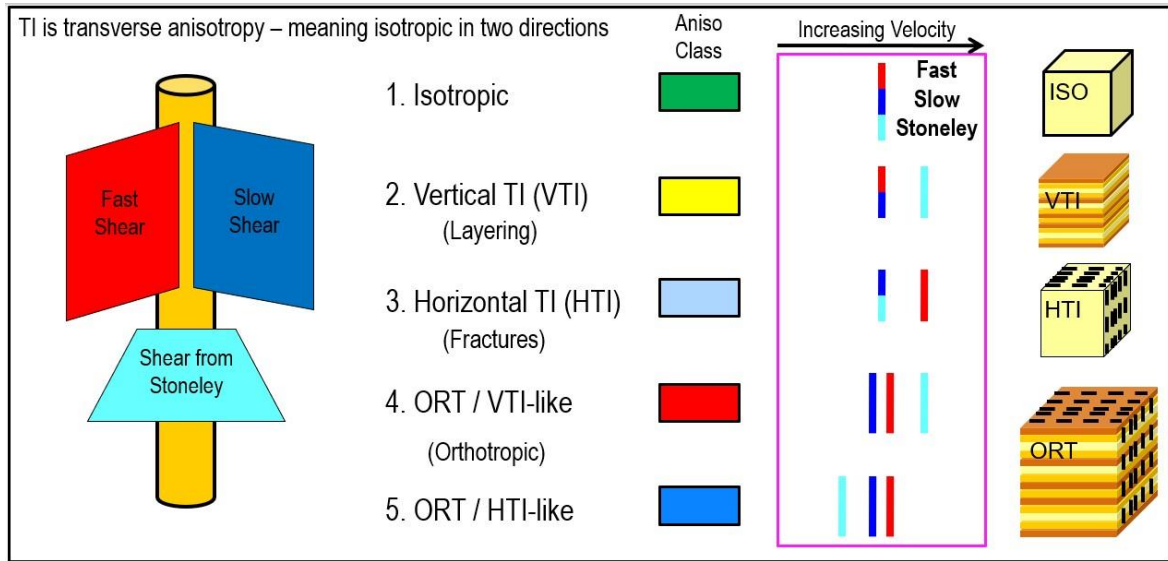 TI is transverse anisotropy – meaning isotropic in two directions
Aniso
Class
Increasing Velocity
Fast
Shear
Slow
Shear
Shear from
Stoneley
1. Isotropic
Fast
Slow
Stoneley
ISO
2. Vertical TI (VTI)
(Layering)
VTI
3. Horizontal TI (HTI)
(Fractures)
HTI
4. ORT / VTI-like
(Orthotropic)
ORT
5. ORT / HTI-like